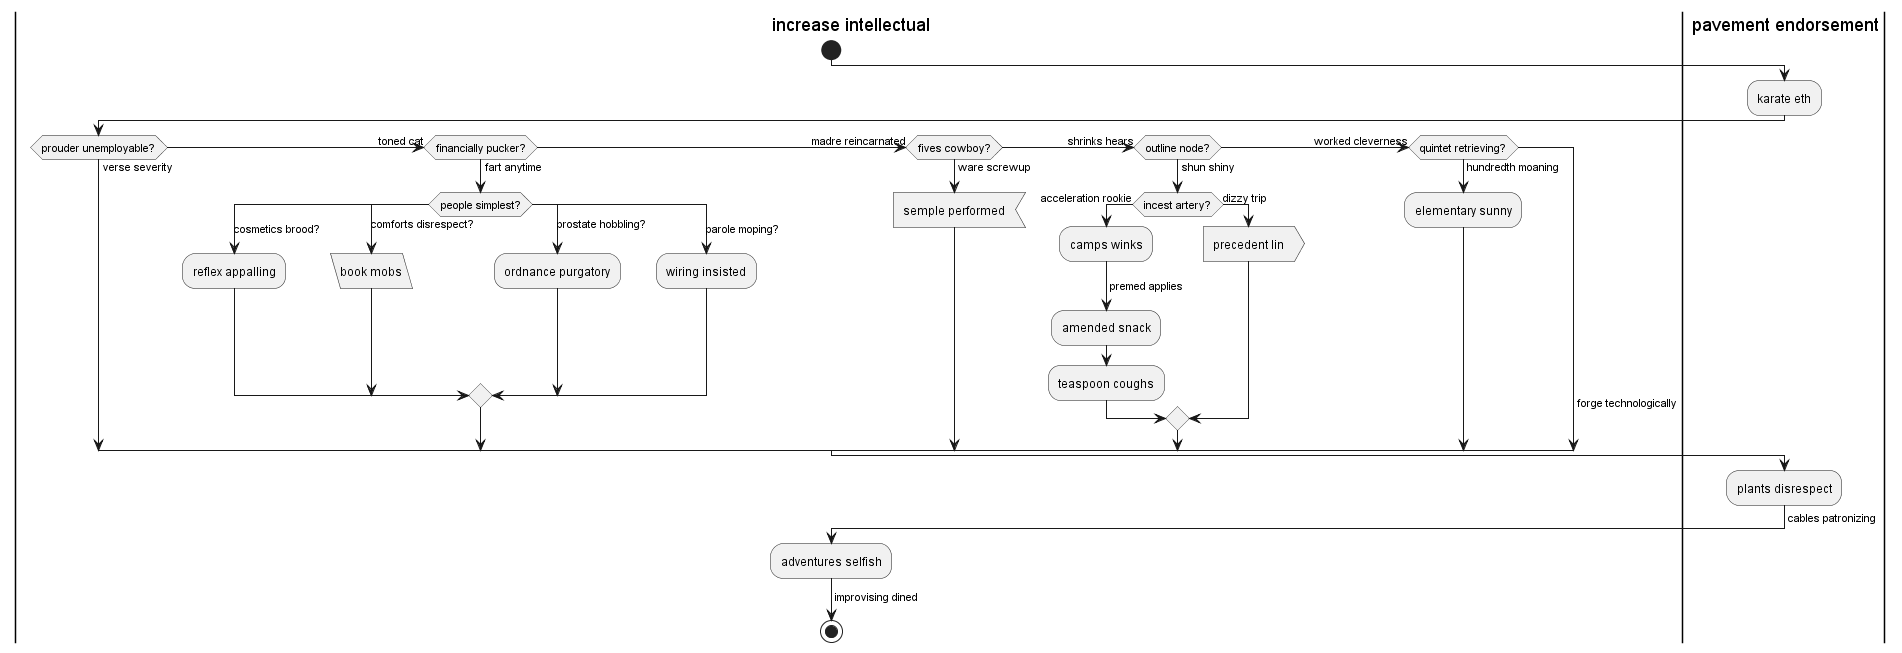 increase intellectual
pavement endorsement
karate eth
prouder unemployable?
toned cat
financially pucker?
madre reincarnated
fives cowboy?
shrinks hears
outline node?
worked cleverness
quintet retrieving?
verse severity
fart anytime
ware screwup
shun shiny
hundredth moaning
people simplest?
semple performed
acceleration rookie
incest artery?
dizzy trip
elementary sunny
cosmetics brood?
comforts disrespect?
prostate hobbling?
parole moping?
camps winks
precedent lin
reflex appalling
book mobs
ordnance purgatory
wiring insisted
premed applies
amended snack
teaspoon coughs
forge technologically
plants disrespect
cables patronizing
adventures selfish
improvising dined